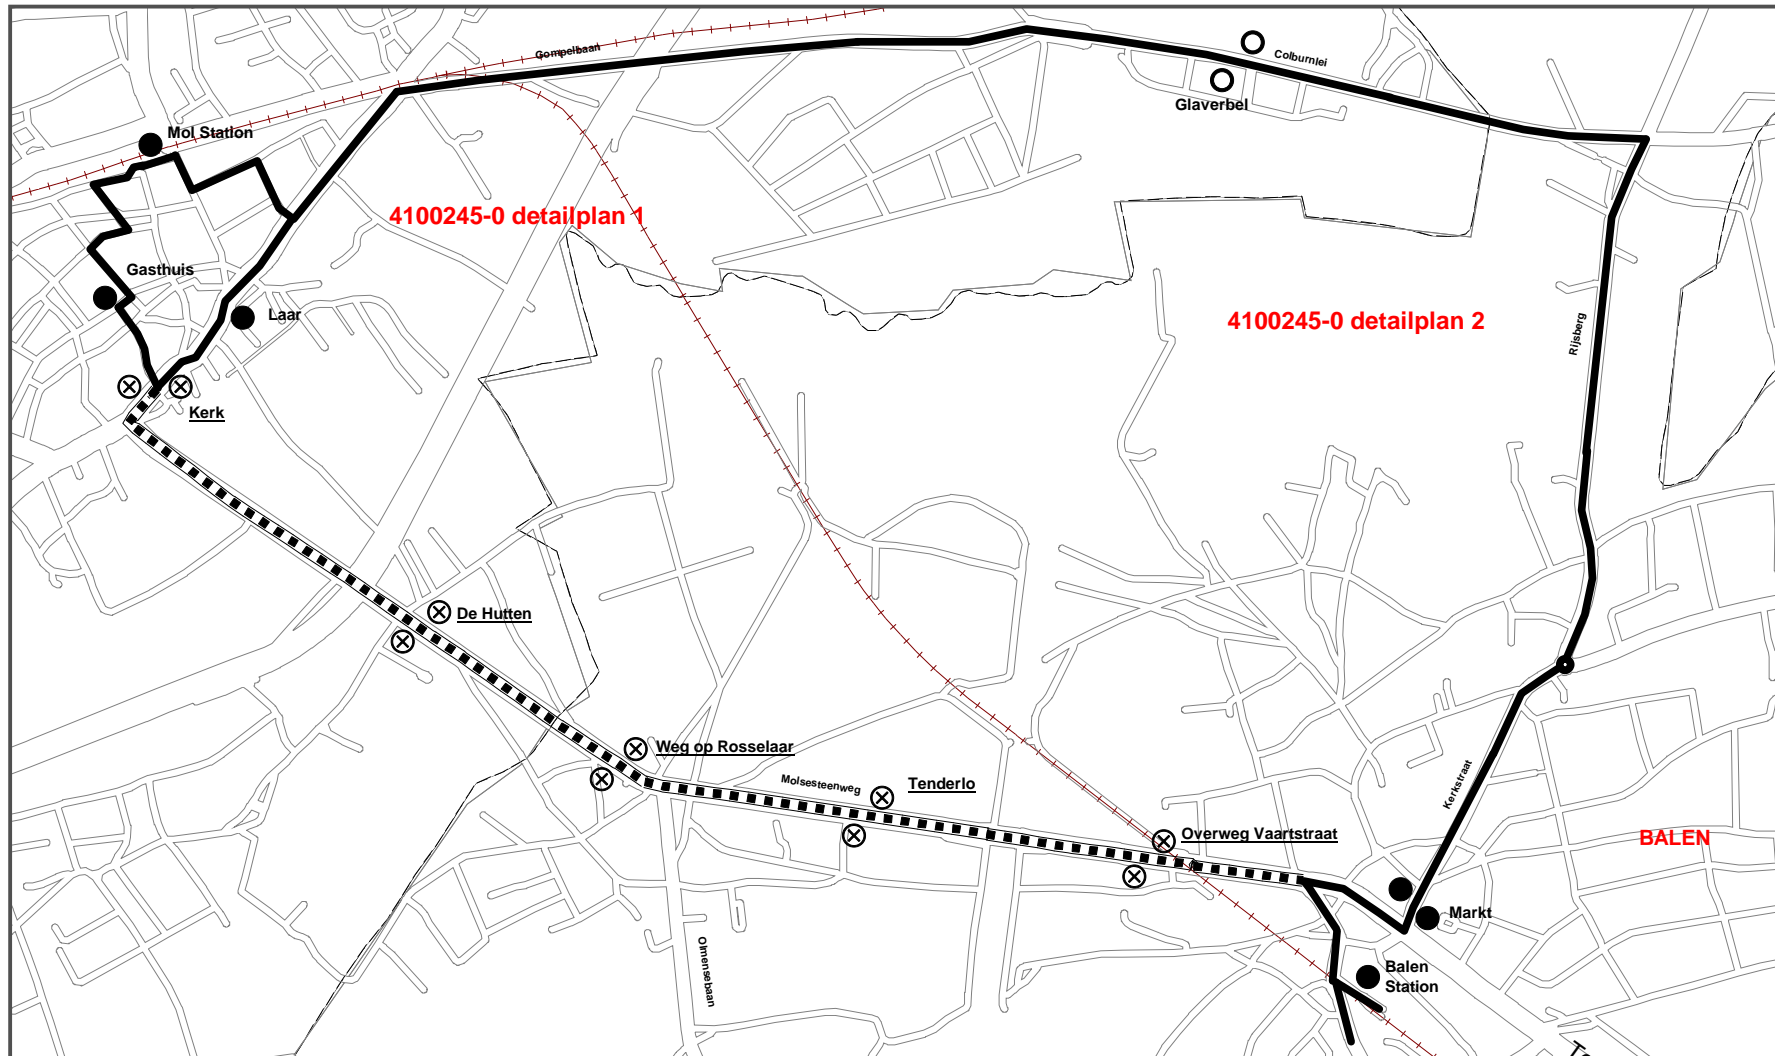 Gompelbaan
Colburnlei
Glaverbel
Mol Station
4100245-0 detailplan 1
Gasthuis
Laar
4100245-0 detailplan 2
Rijsberg
Kerk
De Hutten
Weg op Rosselaar
Molsesteenweg
Tenderlo
Kerkstraat
Overweg Vaartstraat
BALEN
Markt
Olmensebaan
Balen
Station